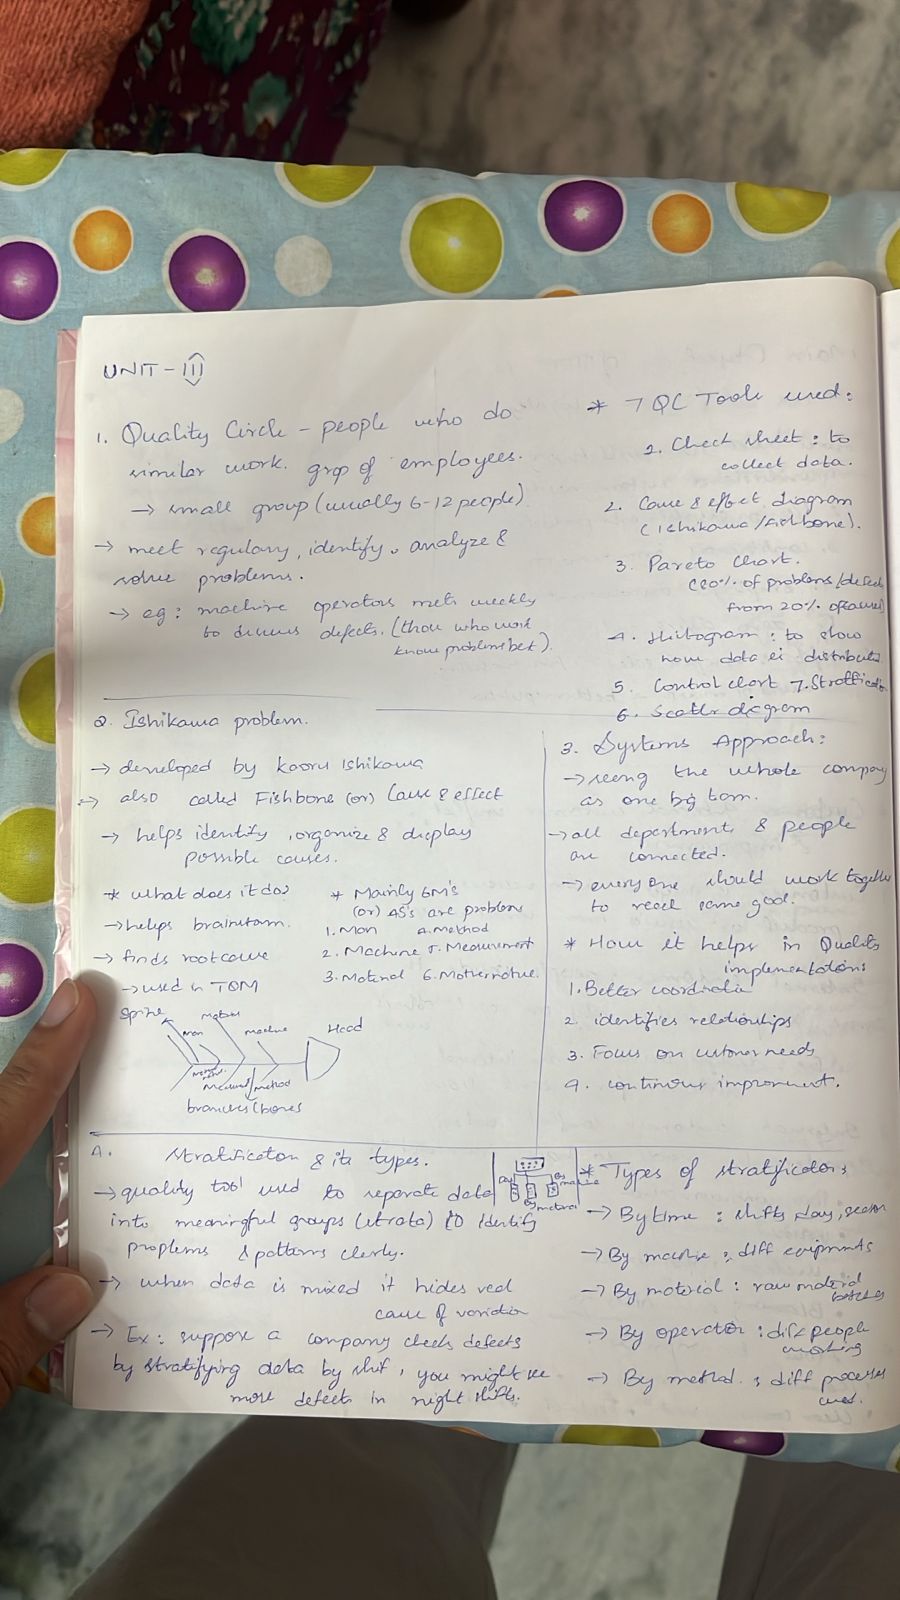 UNIT - III
1. Quality Circle - people who do
similar work. grop of employees.
→ small group (usually 6-12 people)
→ meet regulary, identify, analyze &
solve problems.
→ eg: machine operators meets weekly
to discuss defects. (those who work
know problems best).
* 7 QC Tools used:
1. Check sheet: to
collect data.
2. Cause & effect diagram
(Ishikawa / Fishbone).
3. Pareto Chart.
(80% of problems/defects
from 20% of causes)
4. Histogram: to show
how data is distributed
5. Control chart 7. Stratification
6. Scatter diagram
2. Ishikawa problem.
→ developed by kaoru Ishikawa
→ also called Fishbone (or) Cause & effect
→ helps identify, organize & display
possible causes.
* what does it do?
→ helps brainstorm.
→ finds root cause
→ used in TQM
* Mainly 6M's
(or) are problems
1. Man 4. Method
2. Machine 5. Measurement
3. Material 6. Mother nature.
spine
Man
machine
Head
method
branches (bones
3. Systems Approach:
→ seeing the whole company
as one big team.
→ all departments & people
are connected.
→ everyone should work together
to reach same goal.
* How it helps in Quality
implementation:
1. Better coordination
2. identifies relationships
3. Focus on customer needs
4. continuous improvement.
4. Stratification & its types.
→ quality tool used to seperate data
into meaningful groups (strata) to identify
problems & patterns clearly.
→ when data is mixed it hides real
cause of variation
→ Ex: suppose a company checks defects
by stratifying data by shift, you might see
more defects in night shifts.
By
machine
By material
* Types of stratification:
→ By time: shifts day, season
→ By machine: diff equipments
→ By material: raw material
batches
→ By operator: diff people
working
→ By method: diff processes
used.